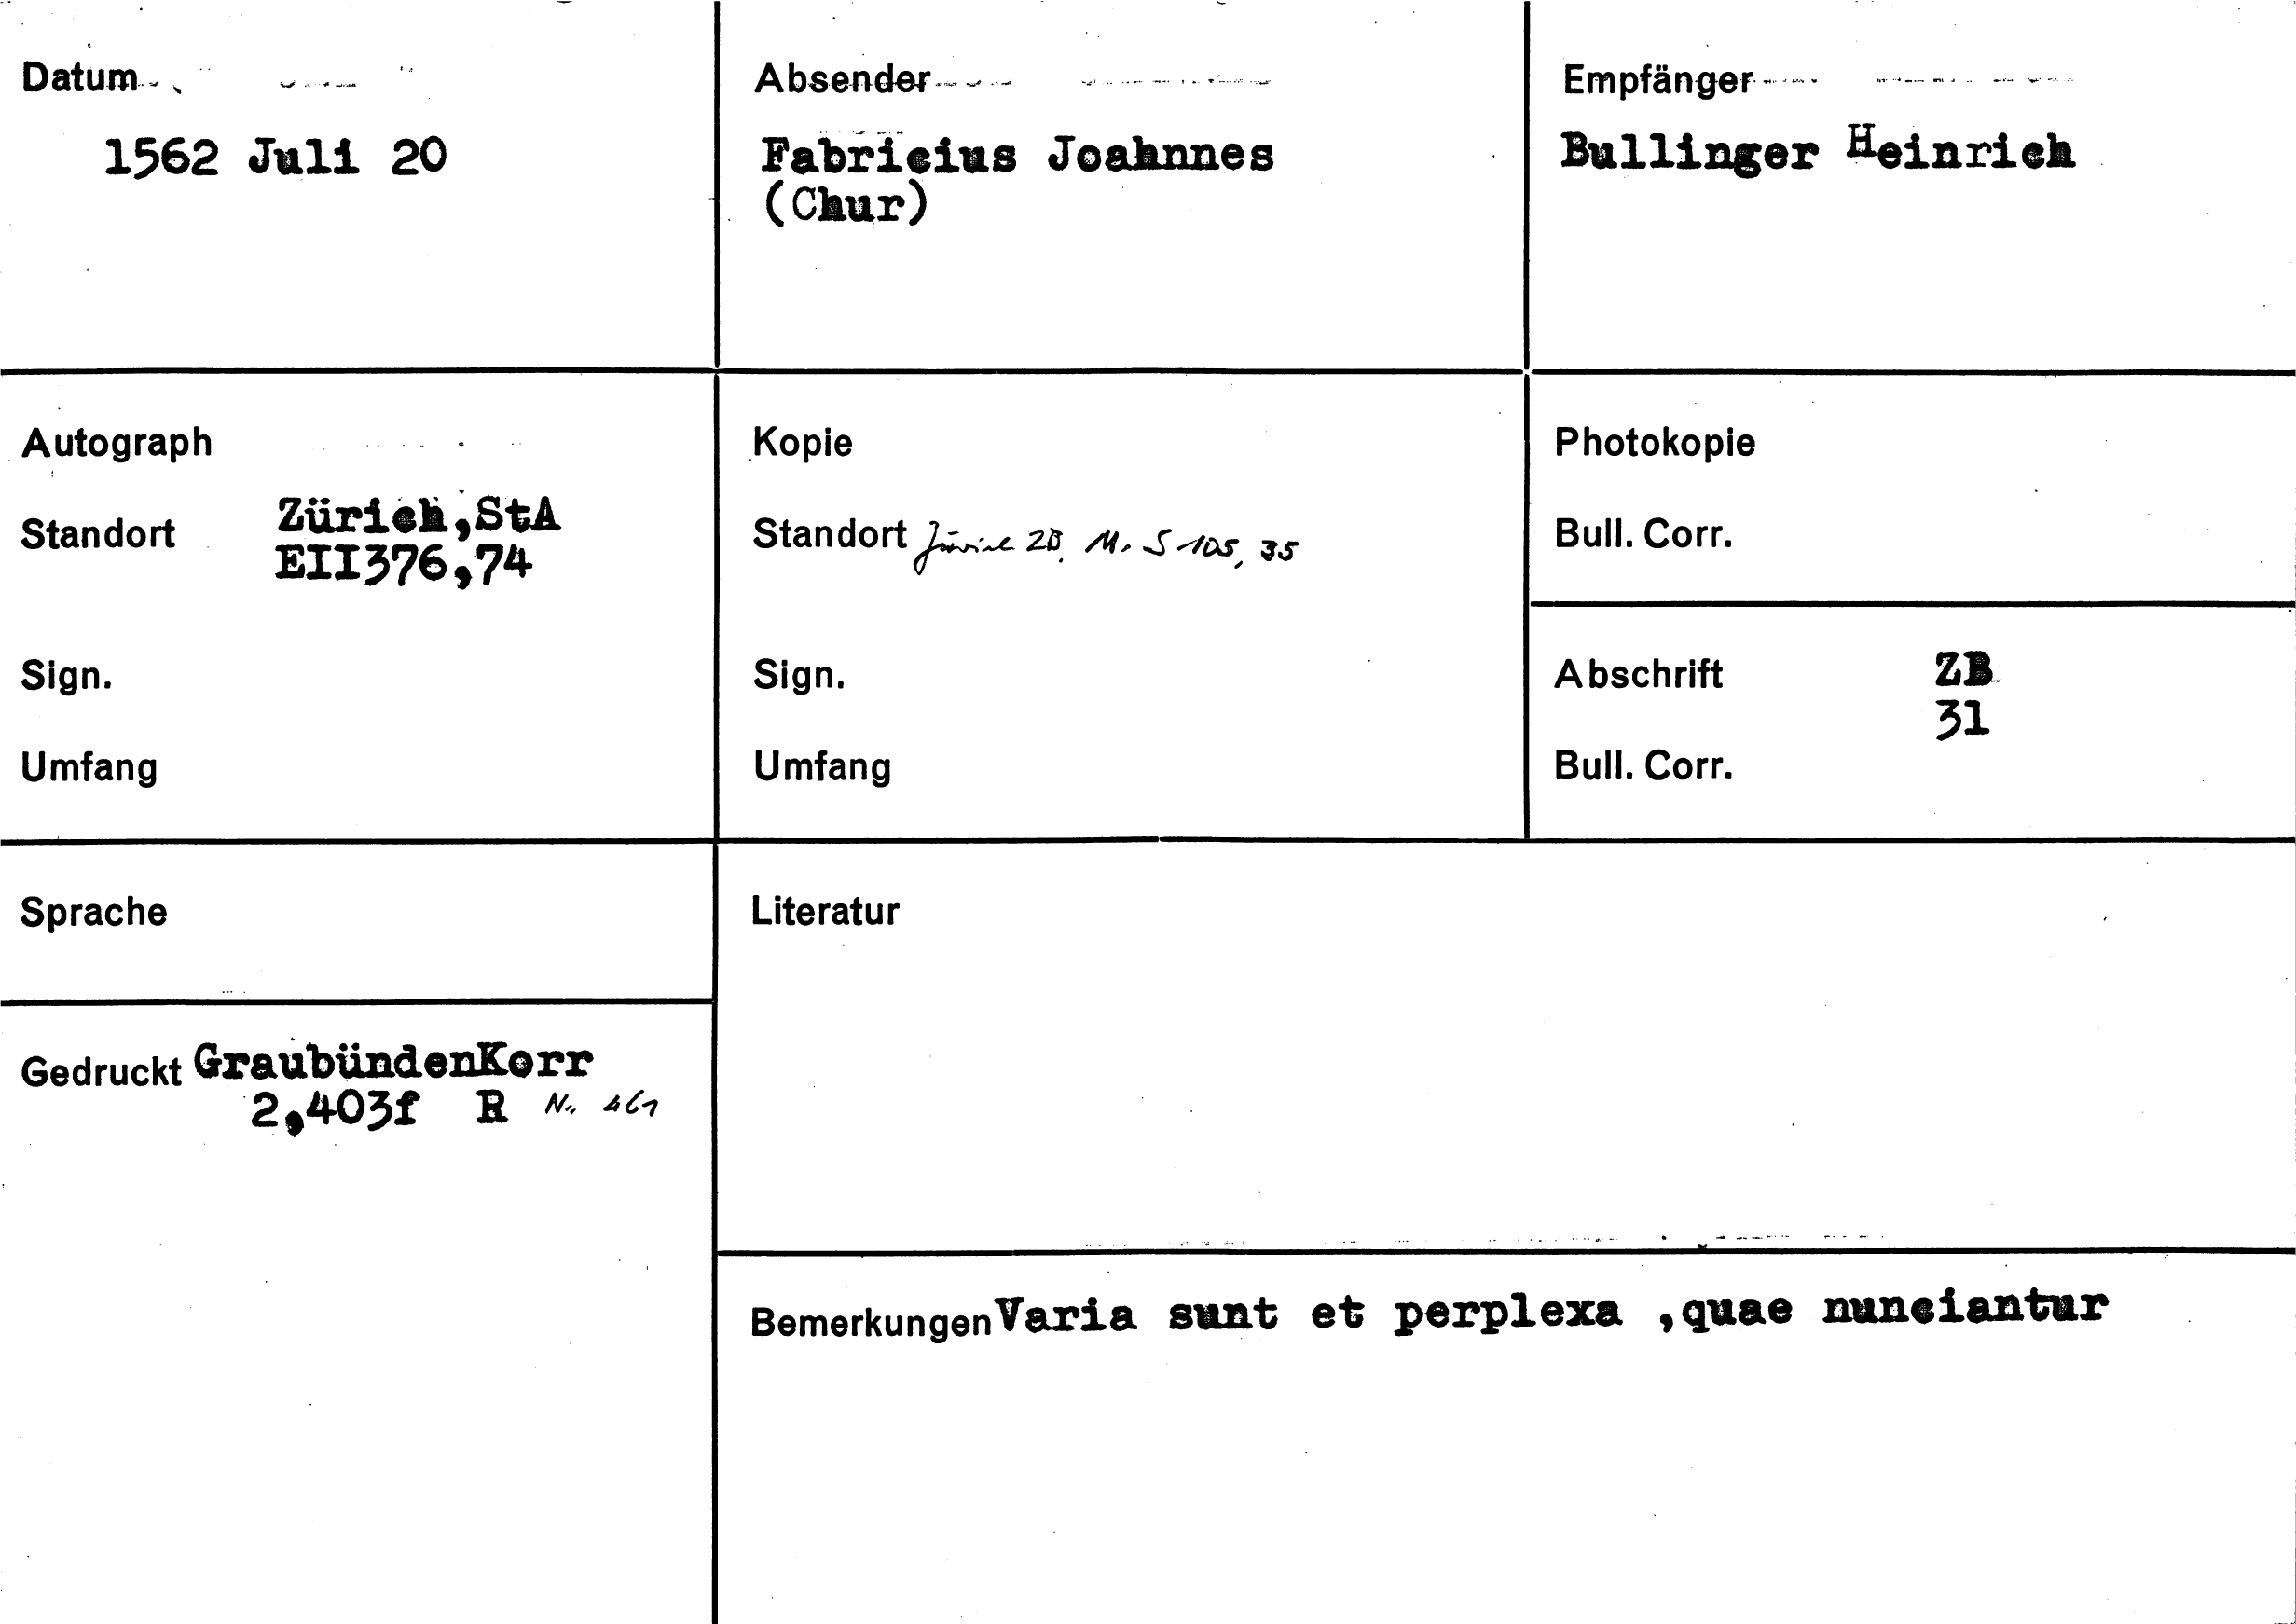 Datum
1562 Juli 20
Absender
Fabricius Joahnnes
(Chur)
Empfänger
Bullinger Heinrich
Autograph
Standort Zürich,StA
EII376,74
Sign.
Umfang
Kopie
Standort Zürich ZB, Ms S 105, 35
Sign.
Umfang
Photokopie
Bull. Corr.
Abschrift ZB
31
Bull. Corr.
Sprache
Literatur
Gedruckt GraubündenKorr
2,403f R No. 461
Bemerkungen Varia sunt et perplexa ,quae nunciantur